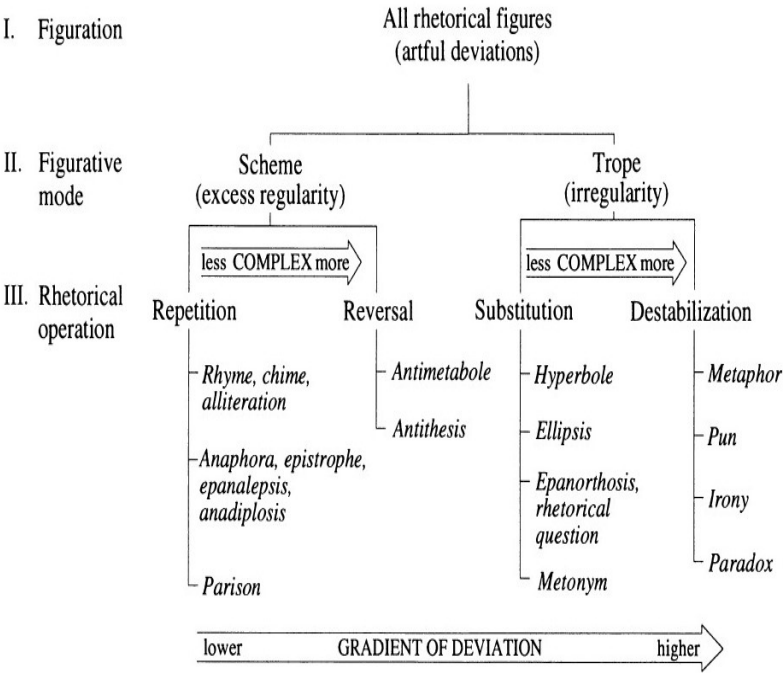 I. Figuration
All rhetorical figures
(artful deviations)
II. Figurative
mode
Scheme
(excess regularity)
Trope
(irregularity)
less COMPLEX more
less COMPLEX more
III. Rhetorical
operation
Repetition
Reversal
Substitution
Destabilization
Rhyme, chime,
alliteration
Anaphora, epistrophe,
epanalepsis,
anadiplosis
Parison
Antimetabole
Antithesis
Hyperbole
Ellipsis
Epanorthosis,
rhetorical
question
Metonym
Metaphor
Pun
Irony
Paradox
lower GRADIENT OF DEVIATION higher